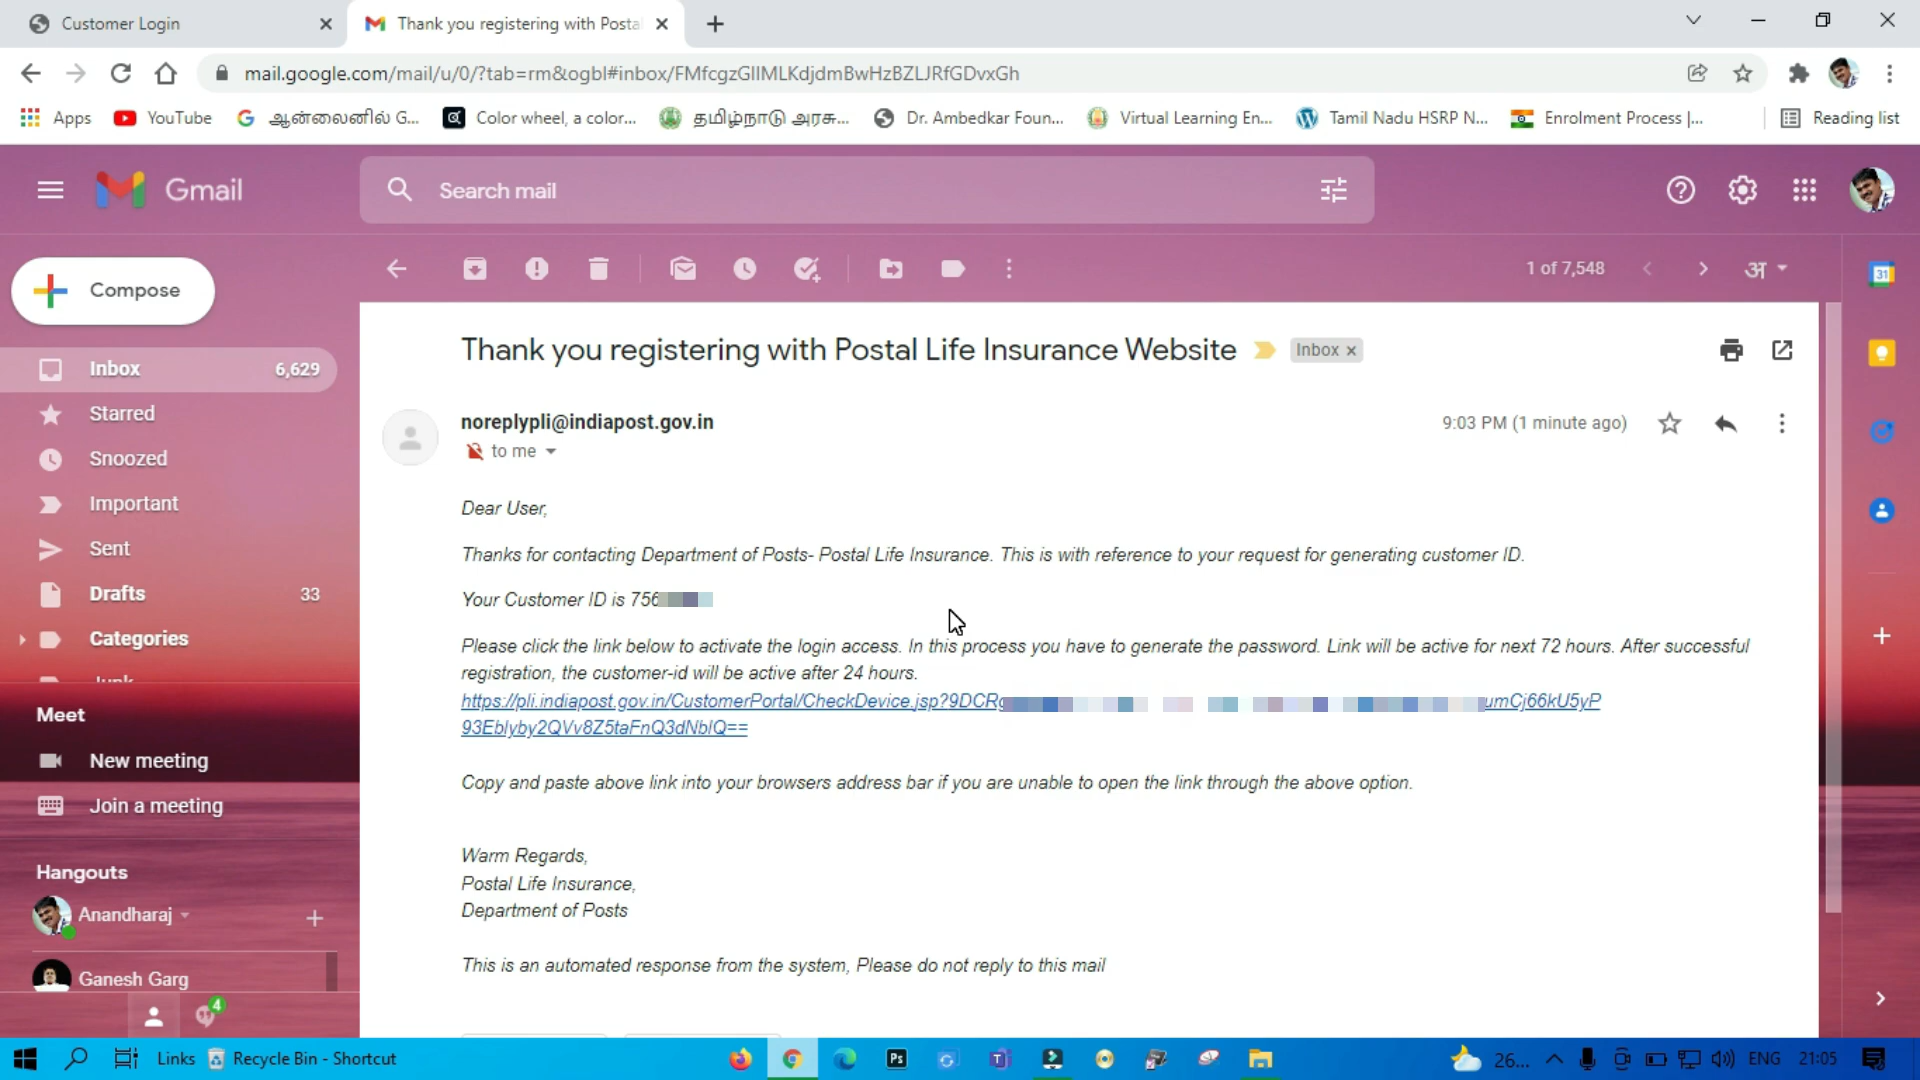 Customer Login
Thank you registering with Posta
mail.google.com/mail/u/0/?tab=rm&ogbl#inbox/FMfcgzGllMLKdjdmBwHzBZLJRfGDvxGh
Apps
YouTube
ஆன்லைனில் G...
Color wheel, a color...
தமிழ்நாடு அரசு...
Dr. Ambedkar Foun...
Virtual Learning En...
Tamil Nadu HSRP N...
Enrolment Process |...
Reading list
Gmail
Search mail
Compose
1 of 7,548
अ
31
Inbox 6,629
Starred
Snoozed
Important
Sent
Drafts 33
Categories
Junk
Meet
New meeting
Join a meeting
Hangouts
Anandharaj
Ganesh Garg
4
Thank you registering with Postal Life Insurance Website
Inbox x
noreplypli@indiapost.gov.in
9:03 PM (1 minute ago)
to me
Dear User,
Thanks for contacting Department of Posts- Postal Life Insurance. This is with reference to your request for generating customer ID.
Your Customer ID is 756
Please click the link below to activate the login access. In this process you have to generate the password. Link will be active for next 72 hours. After successful
registration, the customer-id will be active after 24 hours.
https://pli.indiapost.gov.in/CustomerPortal/CheckDevice.jsp?9DCRg umCj66kU5yP
93Eblyby2QVv8Z5taFnQ3dNblQ==
Copy and paste above link into your browsers address bar if you are unable to open the link through the above option.
Warm Regards,
Postal Life Insurance,
Department of Posts
This is an automated response from the system, Please do not reply to this mail
Links
Recycle Bin - Shortcut
Ps
26...
ENG
21:05